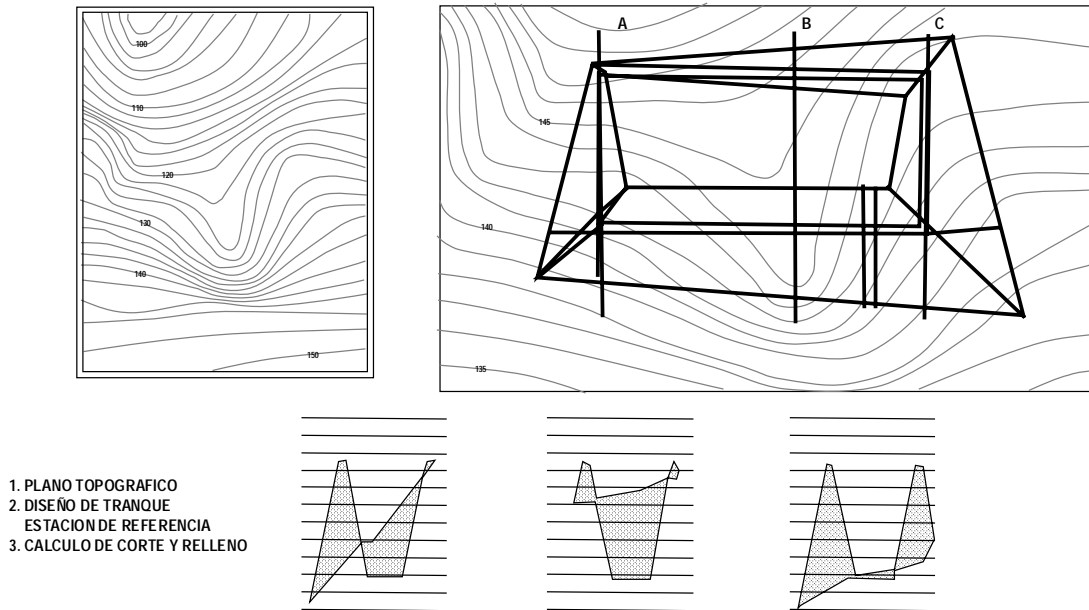 100
110
120
130
140
150
A
B
C
145
140
135
1. PLANO TOPOGRAFICO
2. DISEÑO DE TRANQUE
ESTACION DE REFERENCIA
3. CALCULO DE CORTE Y RELLENO